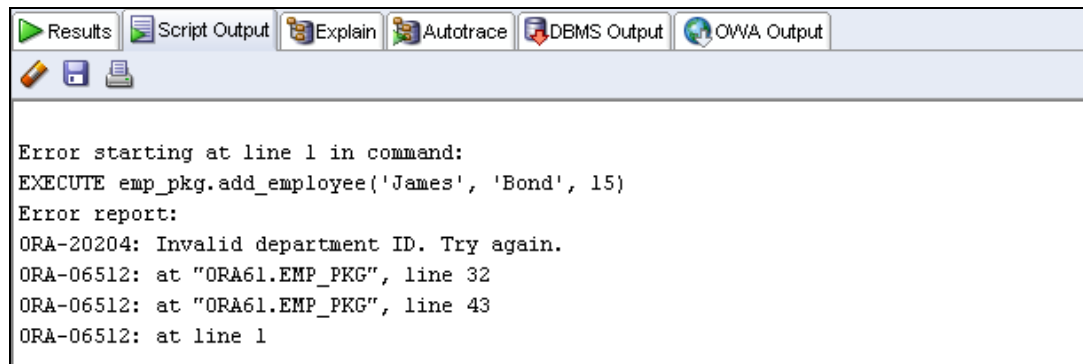 Results Script Output Explain Autotrace DBMS Output OWA Output
Error starting at line 1 in command:
EXECUTE emp_pkg.add_employee('James', 'Bond', 15)
Error report:
ORA-20204: Invalid department ID. Try again.
ORA-06512: at "ORA61.EMP_PKG", line 32
ORA-06512: at "ORA61.EMP_PKG", line 43
ORA-06512: at line 1